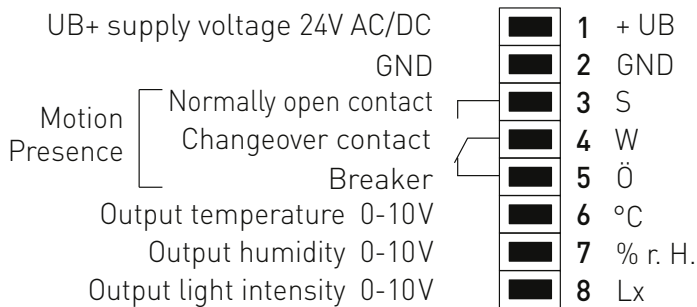 UB+ supply voltage 24V AC/DC 1 + UB
GND 2 GND
Motion Presence
Normally open contact 3 S
Changeover contact 4 W
Breaker 5 Ö
Output temperature 0-10V 6 °C
Output humidity 0-10V 7 % r. H.
Output light intensity 0-10V 8 Lx